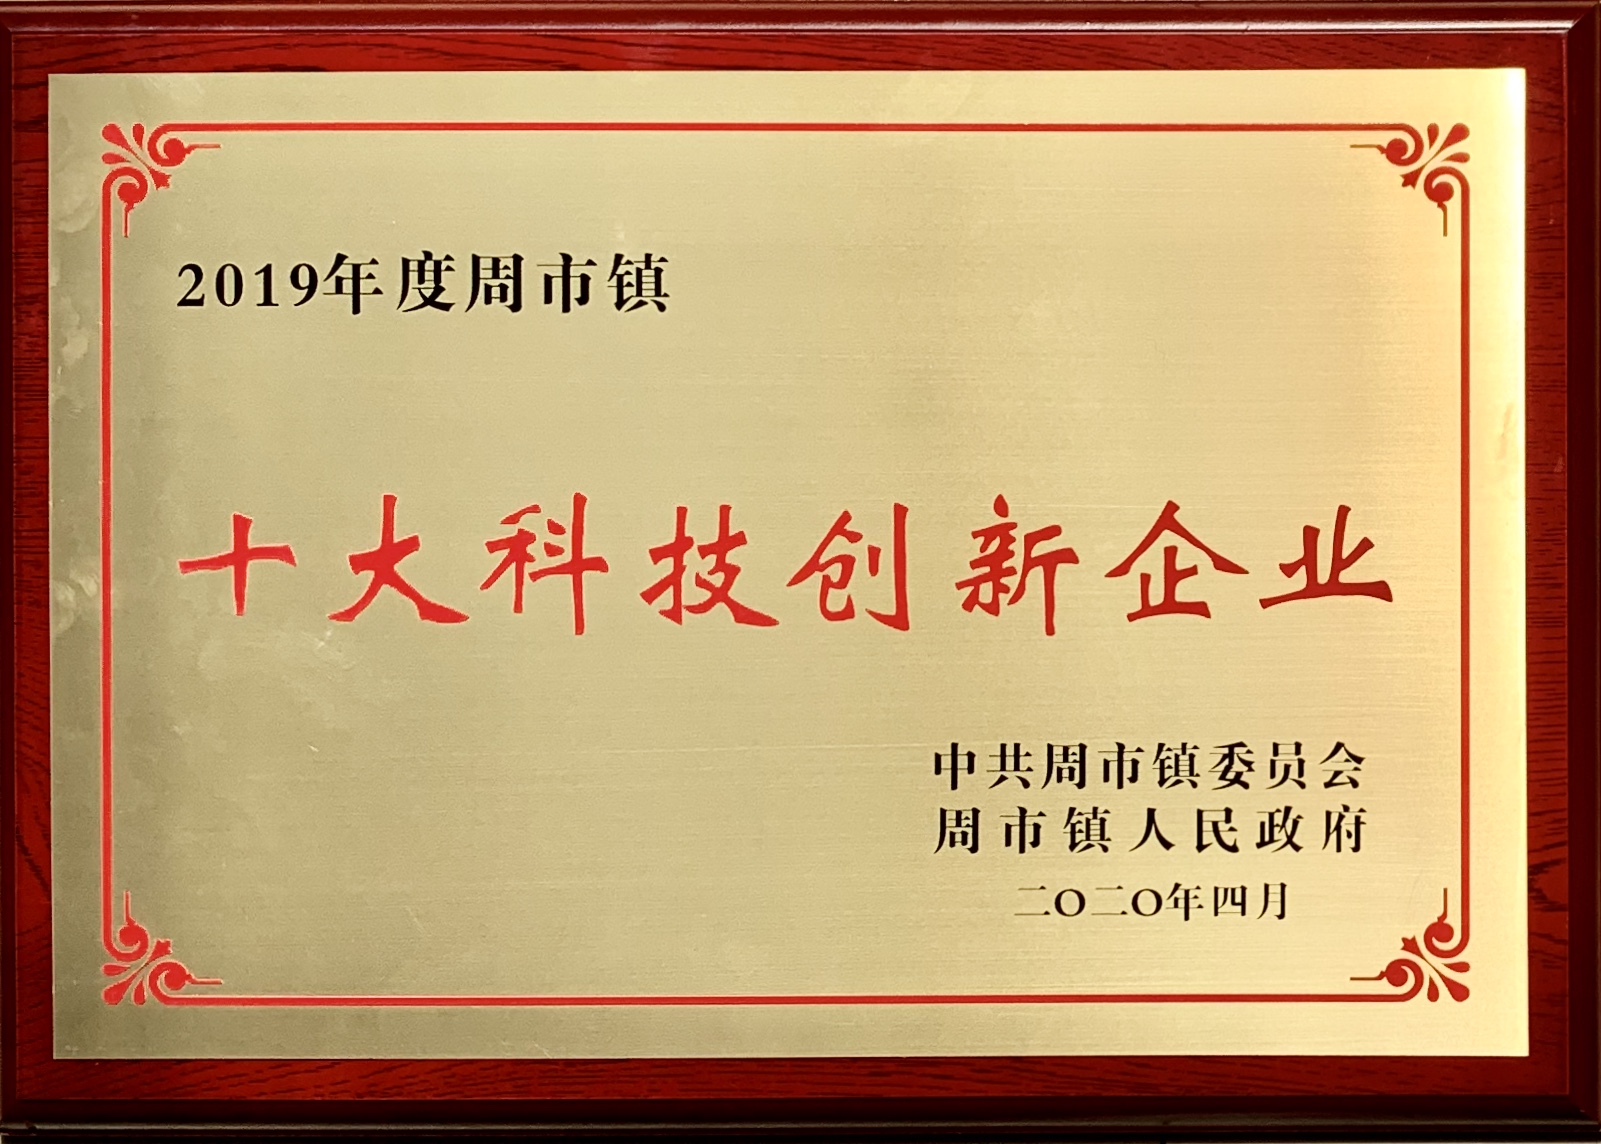 2019年度周市镇
十大科技创新企业
中共周市镇委员会
周市镇人民政府
二〇二〇年四月